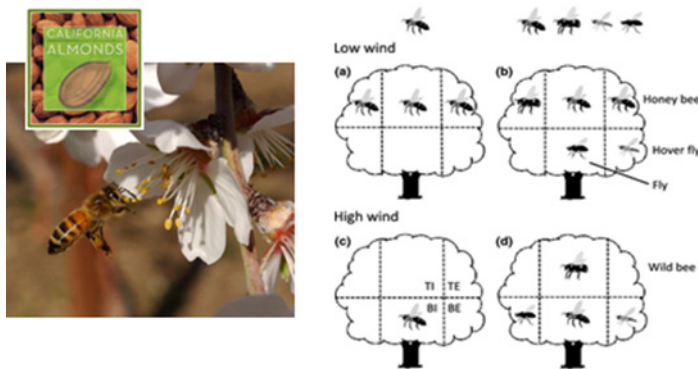 CALIFORNIA
ALMONDS
Low wind
(a)
(b)
Honey bee
Hover fly
Fly
High wind
(c)
(d)
TI TE
BI BE
Wild bee